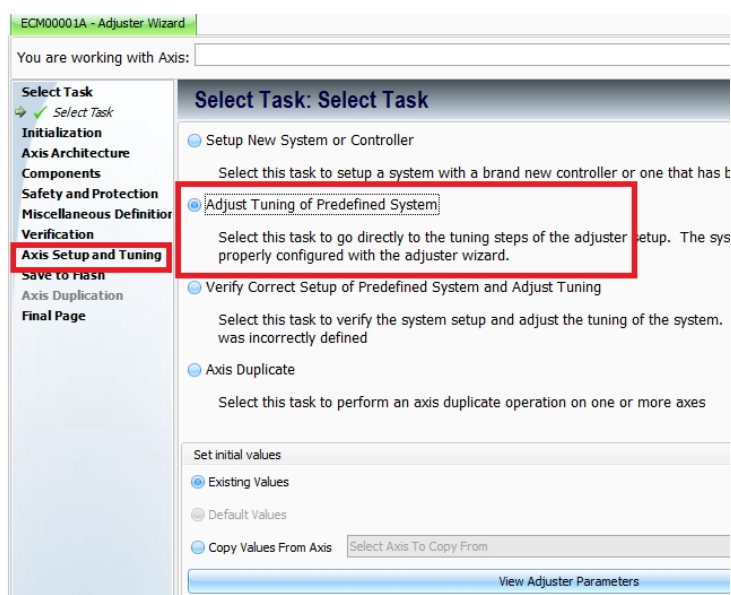 ECM00001A - Adjuster Wizard
You are working with Axis:
Select Task
Select Task
Initialization
Axis Architecture
Components
Safety and Protection
Miscellaneous Definition
Verification
Axis Setup and Tuning
Save to Flash
Axis Duplication
Final Page
Select Task: Select Task
Setup New System or Controller
Select this task to setup a system with a brand new controller or one that has b
Adjust Tuning of Predefined System
Select this task to go directly to the tuning steps of the adjuster setup. The sys
properly configured with the adjuster wizard.
Verify Correct Setup of Predefined System and Adjust Tuning
Select this task to verify the system setup and adjust the tuning of the system.
was incorrectly defined
Axis Duplicate
Select this task to perform an axis duplicate operation on one or more axes
Set initial values
Existing Values
Default Values
Copy Values From Axis Select Axis To Copy From
View Adjuster Parameters